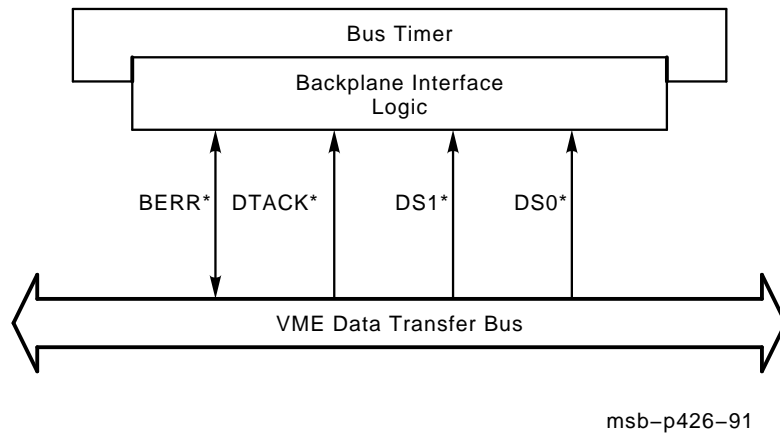 Bus Timer
Backplane Interface
Logic
BERR* DTACK* DS1* DS0*
VME Data Transfer Bus
msb–p426–91